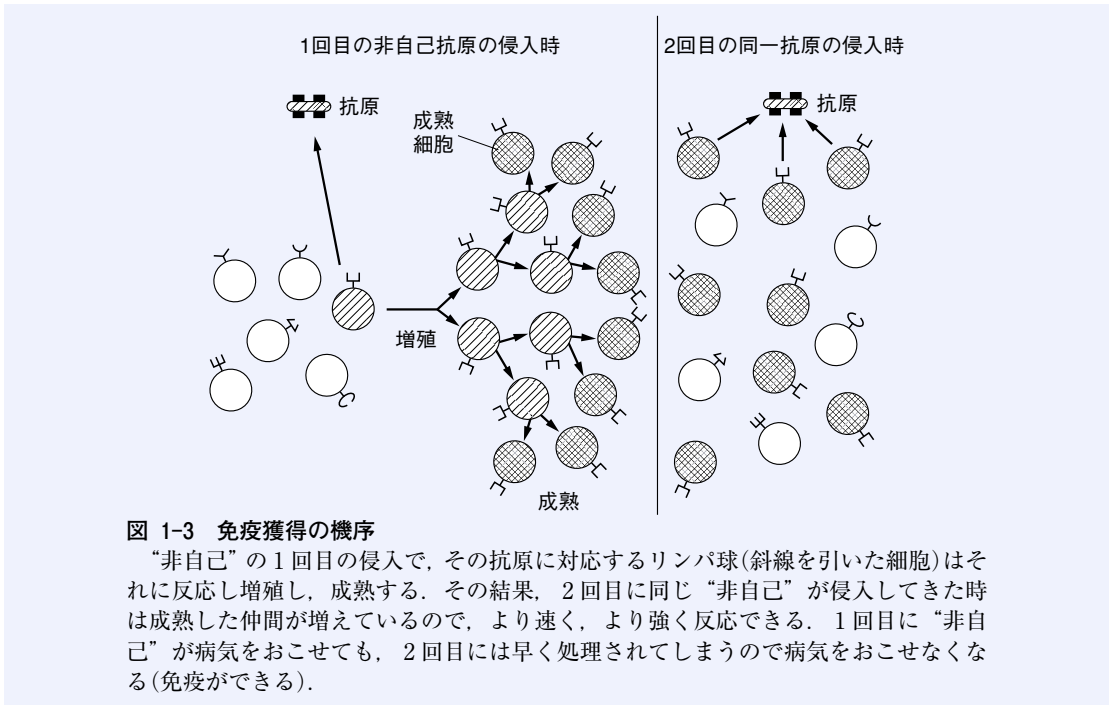 1回目の非自己抗原の侵入時
抗原
成熟
細胞
増殖
成熟
2回目の同一抗原の侵入時
抗原
図 1-3 免疫獲得の機序
“非自己”の1回目の侵入で，その抗原に対応するリンパ球(斜線を引いた細胞)はそ
れに反応し増殖し，成熟する．その結果，2回目に同じ“非自己”が侵入してきた時
は成熟した仲間が増えているので，より速く，より強く反応できる．1回目に“非自
己”が病気をおこせても，2回目には早く処理されてしまうので病気をおこせなくな
る(免疫ができる)．